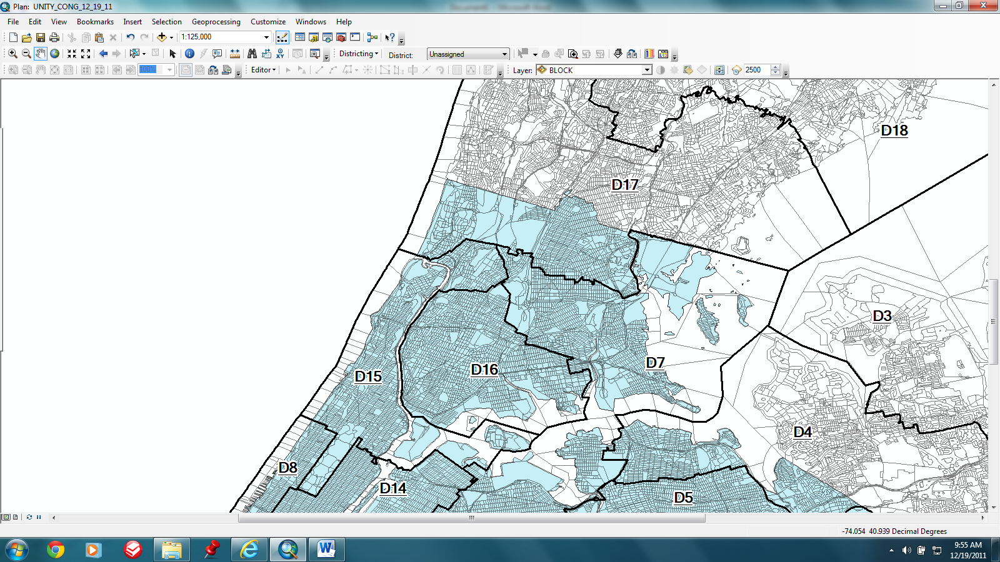 Plan: UNITY_CONG_12_19_11
File Edit View Bookmarks Insert Selection Geoprocessing Customize Windows Help
1:125,000
Districting District: Unassigned
100% Editor Layer: BLOCK 2500
D18
D17
D3
D7
D16
D15
D4
D8
D14
D5
-74.054 40.939 Decimal Degrees
9:55 AM
12/19/2011